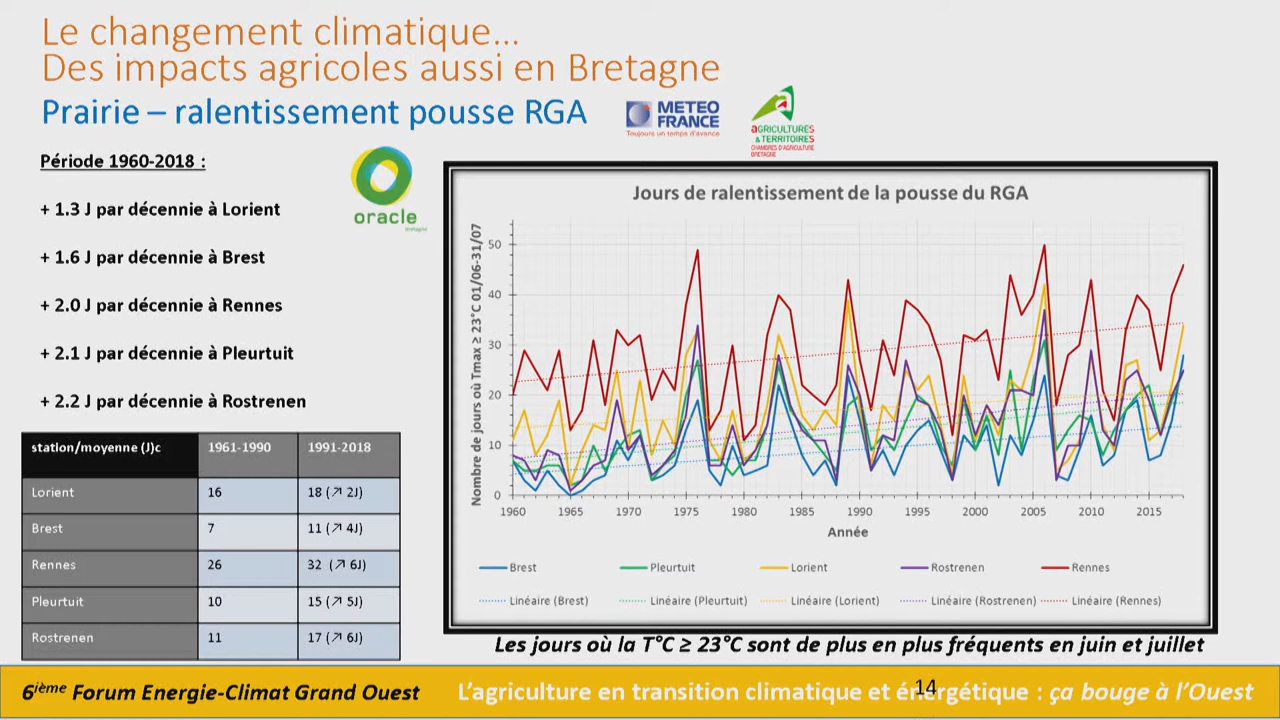 Le changement climatique...
Des impacts agricoles aussi en Bretagne
Prairie – ralentissement pousse RGA
METEO
FRANCE
Toujours un temps d'avance
agRICULTURES
& TERRITOIRES
CHAMBRES D'AGRICULTURE
BRETAGNE
Période 1960-2018 :
oracle
bretagne
+ 1.3 J par décennie à Lorient
+ 1.6 J par décennie à Brest
+ 2.0 J par décennie à Rennes
+ 2.1 J par décennie à Pleurtuit
+ 2.2 J par décennie à Rostrenen
station/moyenne (J)c 1961-1990 1991-2018
Lorient 16 18 (↗ 2J)
Brest 7 11 (↗ 4J)
Rennes 26 32 (↗ 6J)
Pleurtuit 10 15 (↗ 5J)
Rostrenen 11 17 (↗ 6J)
Jours de ralentissement de la pousse du RGA
Nombre de jours où Tmax ≥ 23°C 01/06-31/07
50
40
30
20
10
0
1960 1965 1970 1975 1980 1985 1990 1995 2000 2005 2010 2015
Année
Brest Pleurtuit Lorient Rostrenen Rennes
Linéaire (Brest) Linéaire (Pleurtuit) Linéaire (Lorient) Linéaire (Rostrenen) Linéaire (Rennes)
Les jours où la T°C ≥ 23°C sont de plus en plus fréquents en juin et juillet
6ième Forum Energie-Climat Grand Ouest L'agriculture en transition climatique et énergétique : ça bouge à l'Ouest
14